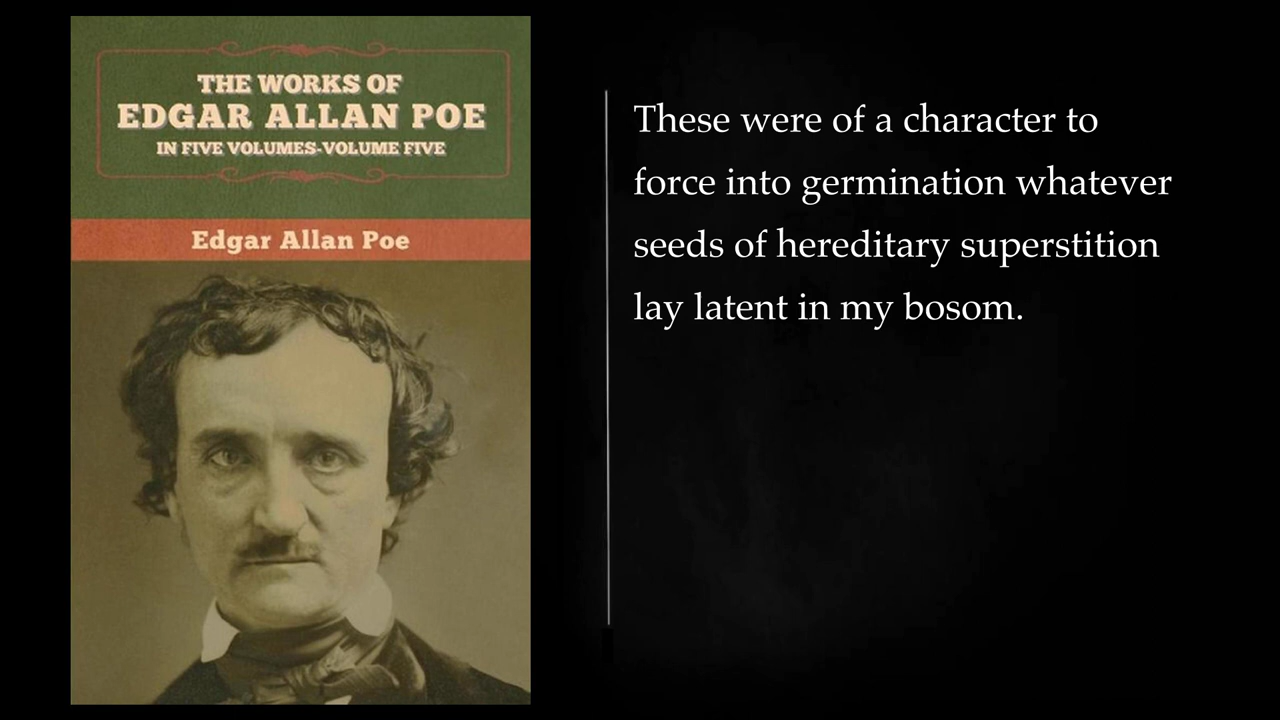 THE WORKS OF
EDGAR ALLAN POE
IN FIVE VOLUMES-VOLUME FIVE
Edgar Allan Poe
These were of a character to
force into germination whatever
seeds of hereditary superstition
lay latent in my bosom.